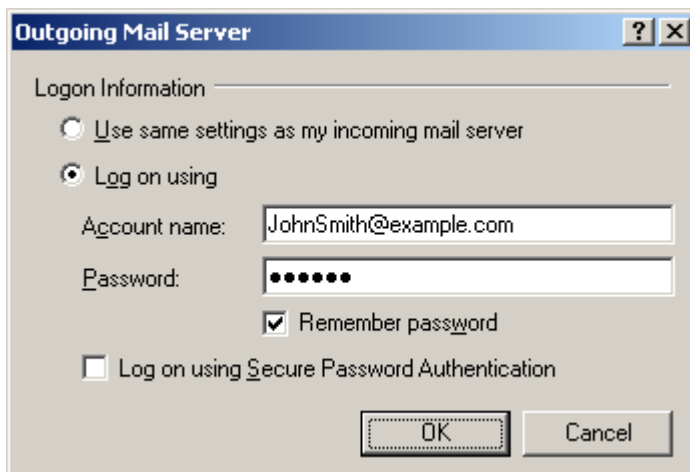 Outgoing Mail Server
Logon Information
Use same settings as my incoming mail server
Log on using
Account name: JohnSmith@example.com
Password: ●●●●●●
Remember password
Log on using Secure Password Authentication
OK Cancel